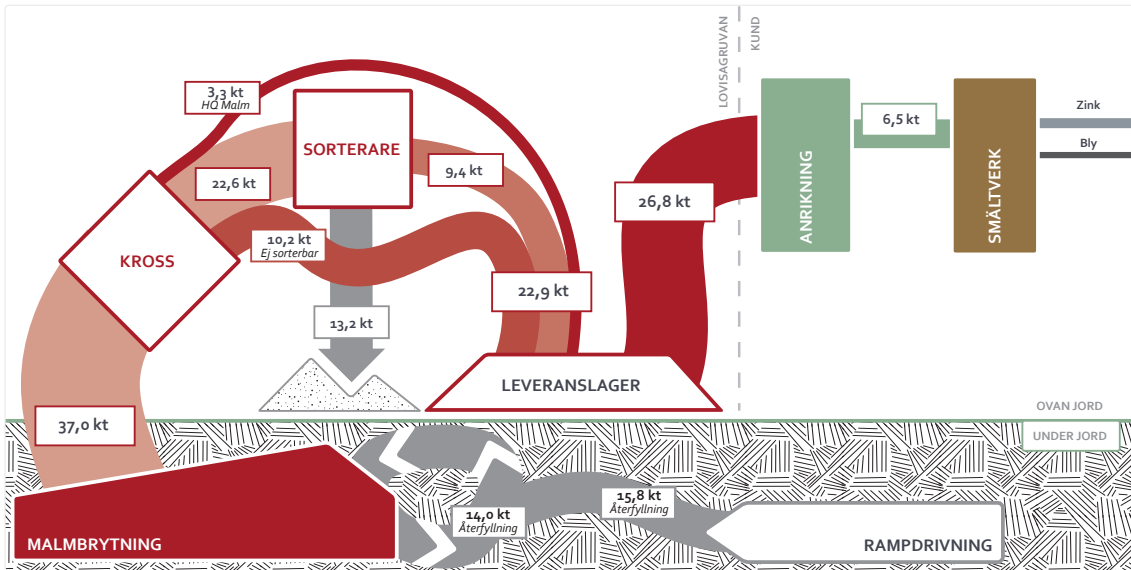 LOVISAGRUVAN
KUND
3,3 kt
HQ Malm
SORTERARE
22,6 kt
9,4 kt
26,8 kt
ANRIKNING
6,5 kt
SMÄLTVERK
Zink
Bly
KROSS
10,2 kt
Ej sorterbar
22,9 kt
13,2 kt
LEVERANSLAGER
37,0 kt
OVAN JORD
UNDER JORD
15,8 kt
Återfyllning
14,0 kt
Återfyllning
MALMBRYTNING
RAMPDRIVNING